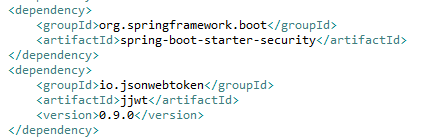 <dependency>
    <groupId>org.springframework.boot</groupId>
    <artifactId>spring-boot-starter-security</artifactId>
</dependency>
<dependency>
    <groupId>io.jsonwebtoken</groupId>
    <artifactId>jjwt</artifactId>
    <version>0.9.0</version>
</dependency>